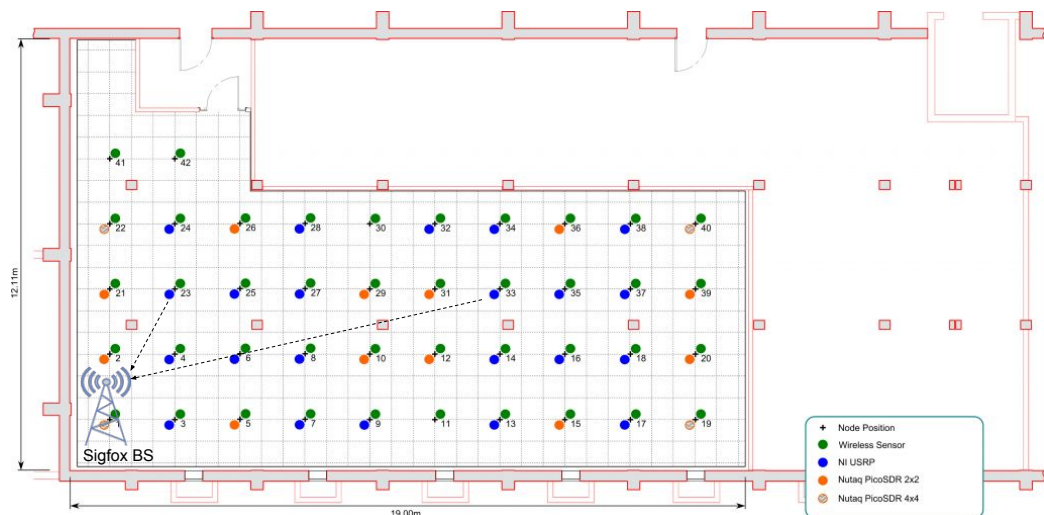 12.11m
41 42
22 24 26 28 30 32 34 36 38 40
21 23 25 27 29 31 33 35 37 39
2 4 6 8 10 12 14 16 18 20
1 3 5 7 9 11 13 15 17 19
Sigfox BS
19.00m
Node Position
Wireless Sensor
NI USRP
Nutaq PicoSDR 2x2
Nutaq PicoSDR 4x4